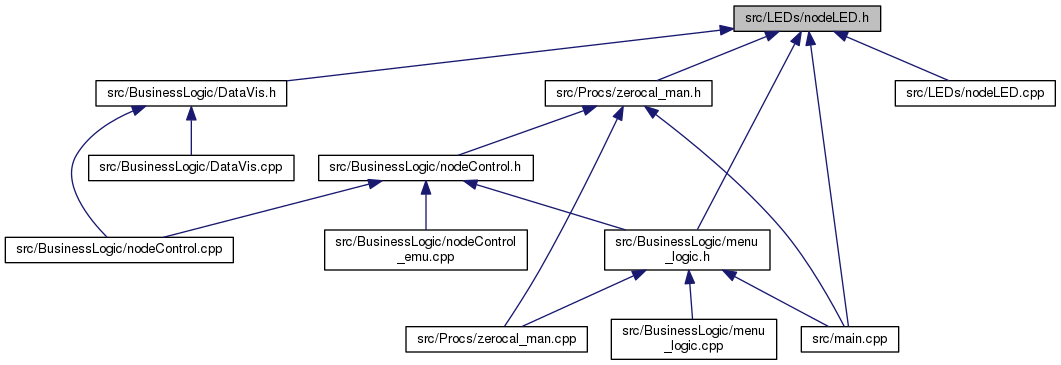 src/LEDs/nodeLED.h
src/BusinessLogic/DataVis.h
src/Procs/zerocal_man.h
src/LEDs/nodeLED.cpp
src/BusinessLogic/DataVis.cpp
src/BusinessLogic/nodeControl.h
src/BusinessLogic/nodeControl.cpp
src/BusinessLogic/nodeControl
_emu.cpp
src/BusinessLogic/menu
_logic.h
src/Procs/zerocal_man.cpp
src/BusinessLogic/menu
_logic.cpp
src/main.cpp